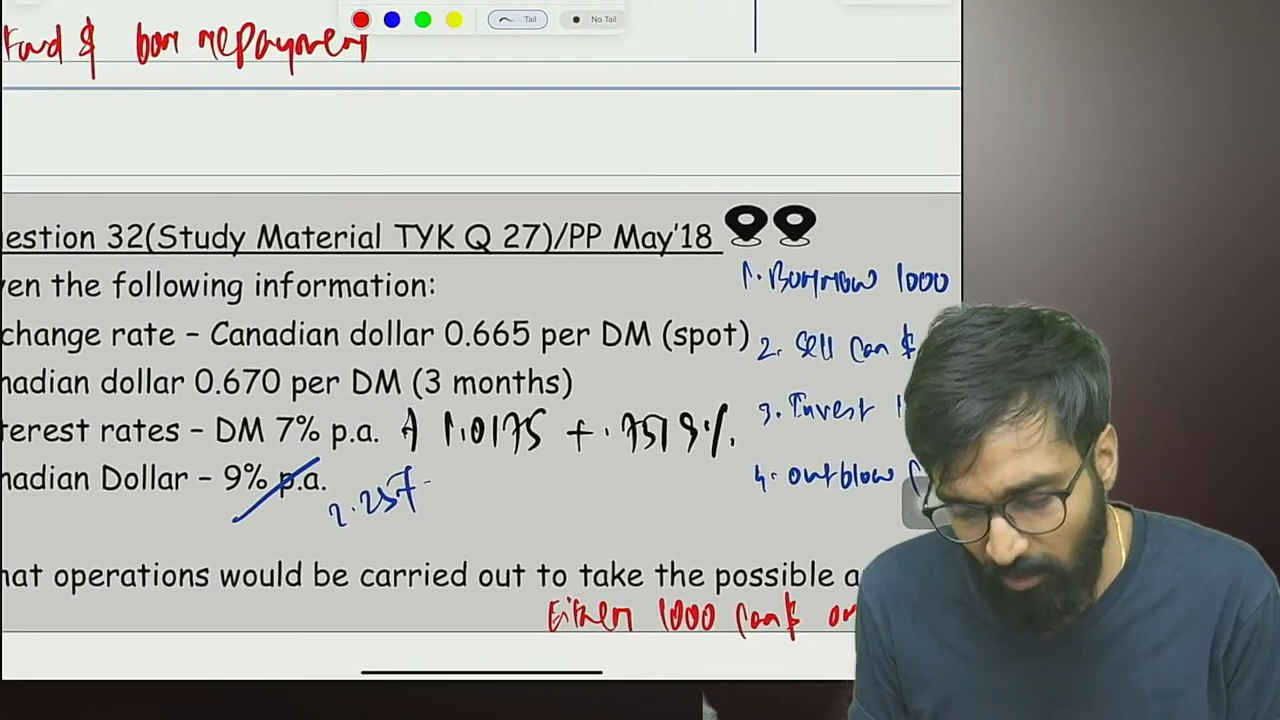 & loan repayment
Tail
No Tail
estion 32(Study Material TYK Q 27)/PP May'18
ven the following information:
change rate – Canadian dollar 0.665 per DM (spot)
nadian dollar 0.670 per DM (3 months)
terest rates – DM 7% p.a. A 1.0175 + .7519%.
nadian Dollar – 9% p.a.
2.257.
1. Borrow 1000
2. Sell Can $
3. Invest 1
4. Outflow
hat operations would be carried out to take the possible a
Either 1000 Can$ or